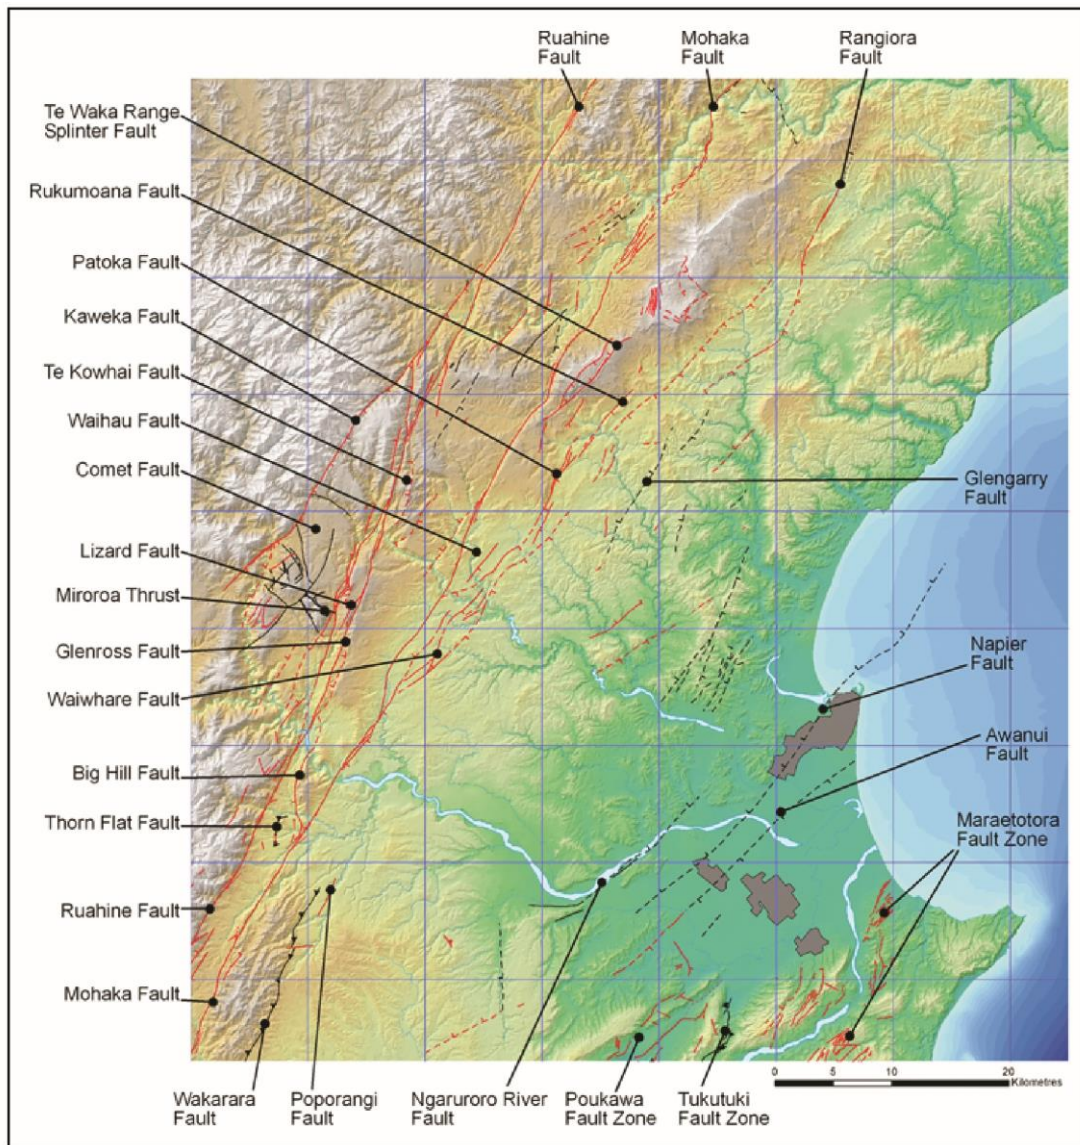 Ruahine
Fault
Mohaka
Fault
Rangiora
Fault
Te Waka Range
Splinter Fault
Rukumoana Fault
Patoka Fault
Kaweka Fault
Te Kowhai Fault
Waihau Fault
Comet Fault
Lizard Fault
Miroroa Thrust
Glenross Fault
Waiwhare Fault
Big Hill Fault
Thorn Flat Fault
Ruahine Fault
Mohaka Fault
Glengarry
Fault
Napier
Fault
Awanui
Fault
Maraetotora
Fault Zone
Wakarara
Fault
Poporangi
Fault
Ngaruroro River
Fault
Poukawa
Fault Zone
Tukutuki
Fault Zone
0 5 10 20
Kilometres